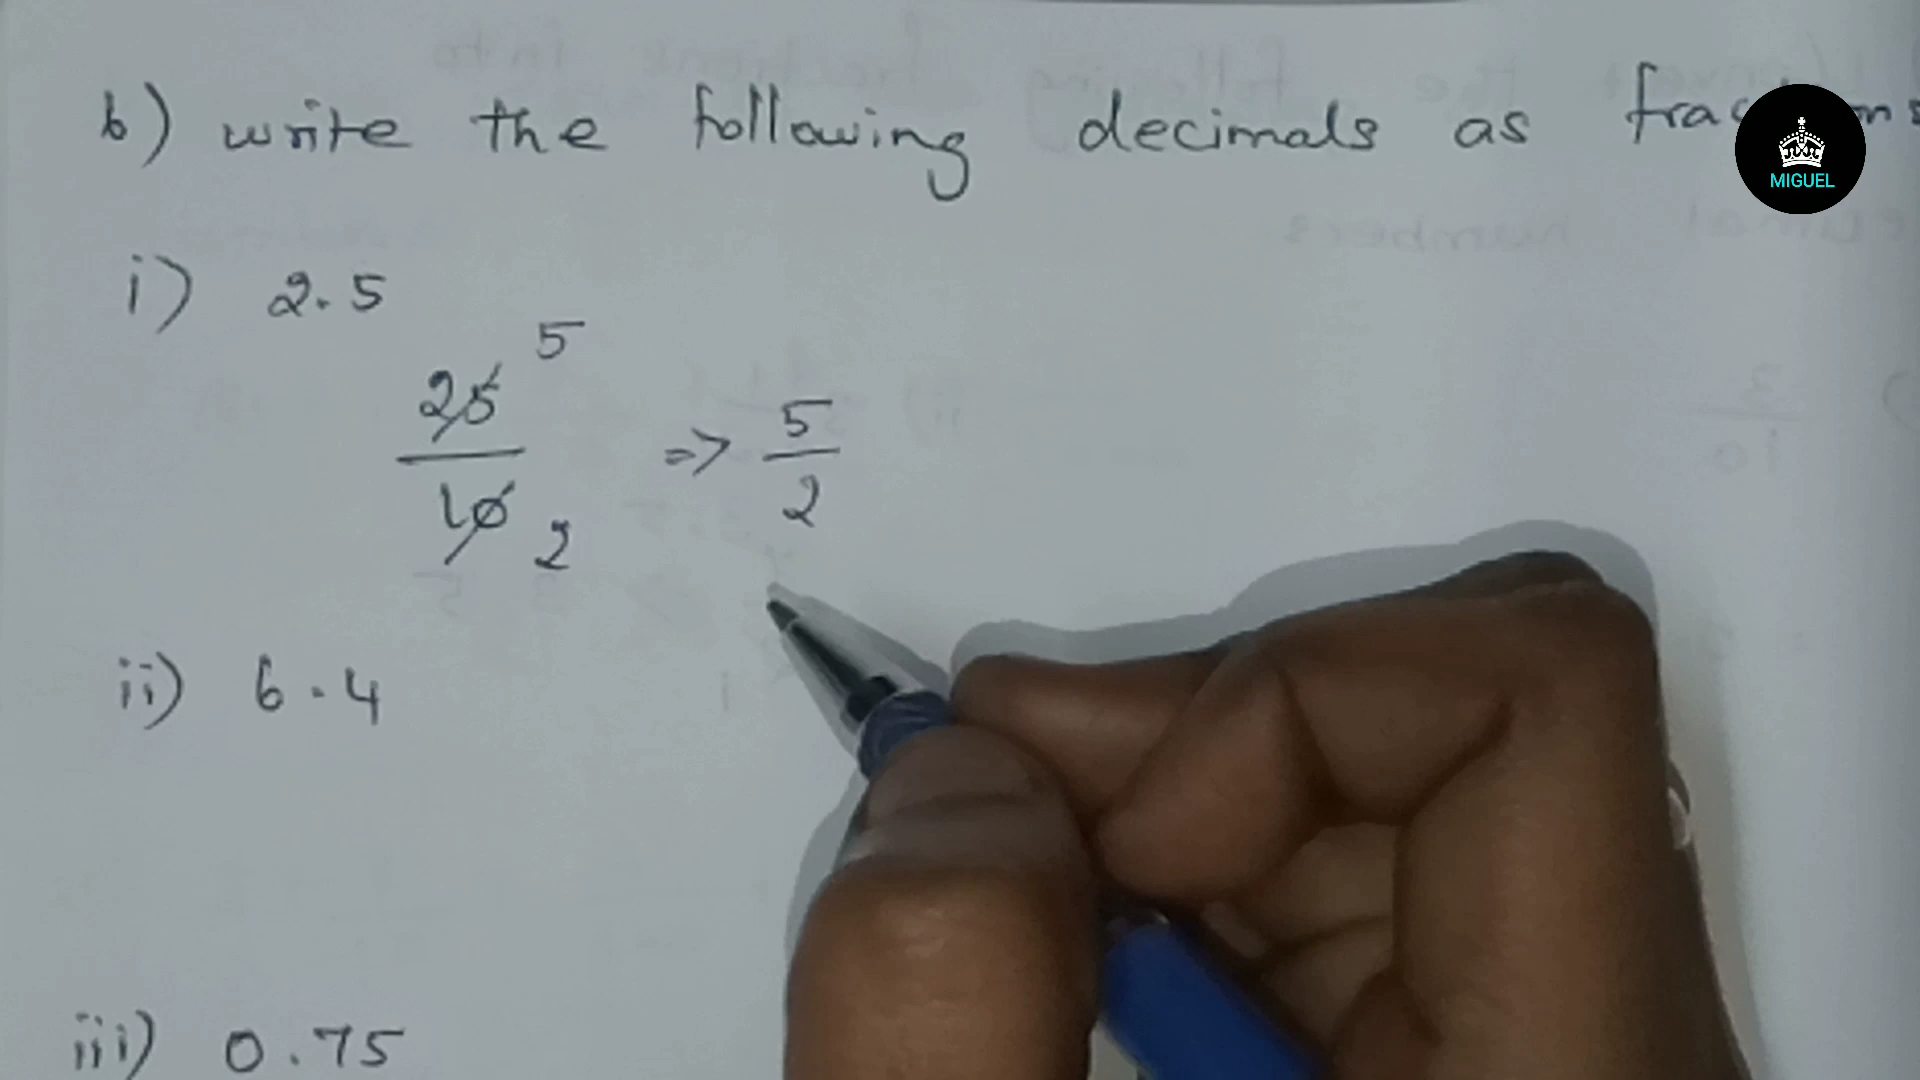 b) write the following decimals as
MIGUEL
i) 2.5
25 5
10 2
=> 5
2
ii) 6.4
iii) 0.75